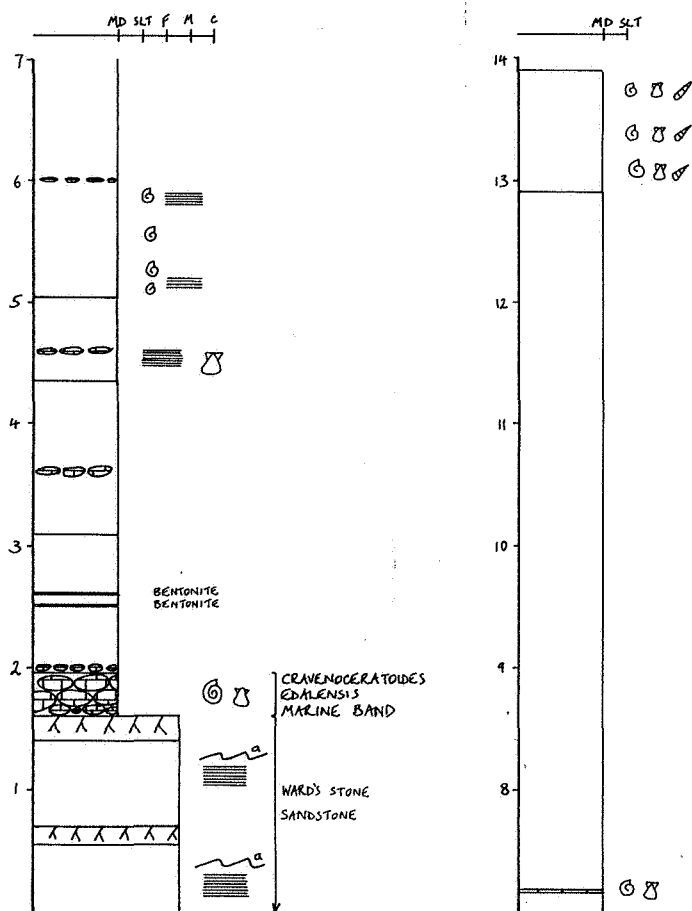 MD SLT F M C
7
6
5
4
3
2
1
BENTONITE
BENTONITE
CRAVENOCERATOIDES
EDALENSIS
MARINE BAND
a
WARD'S STONE
SANDSTONE
a
MD SLT
14
13
12
11
10
9
8